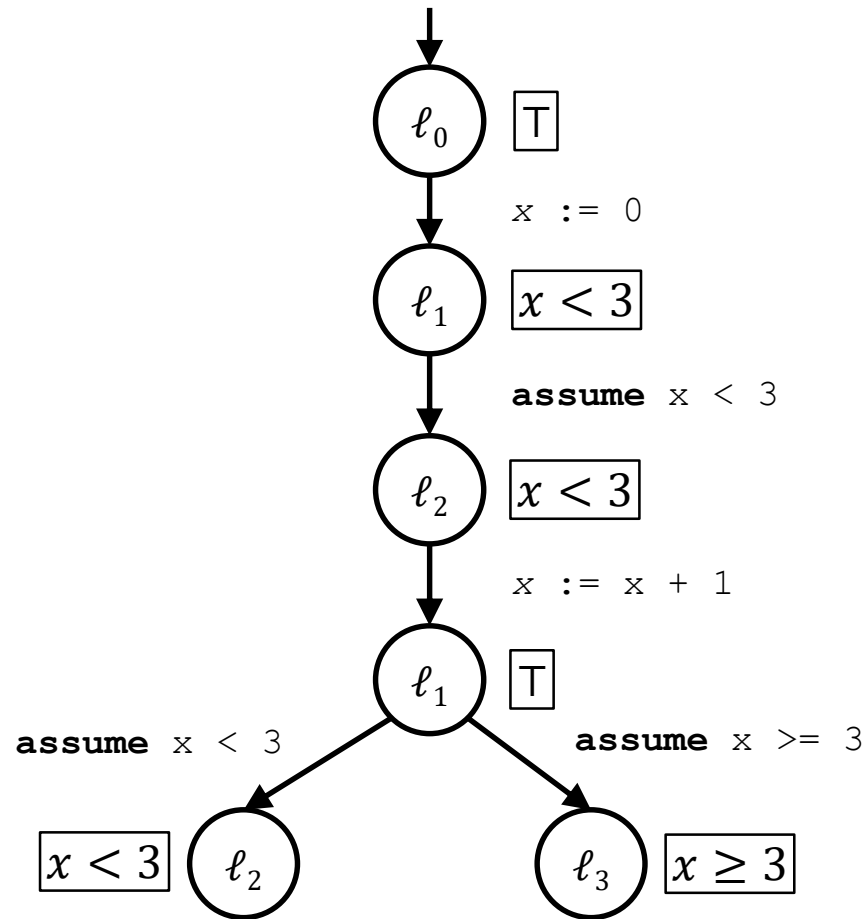 ℓ₀ ⊤
x := 0
ℓ₁ x < 3
assume x < 3
ℓ₂ x < 3
x := x + 1
ℓ₁ ⊤
assume x < 3 assume x >= 3
x < 3 ℓ₂ ℓ₃ x ≥ 3